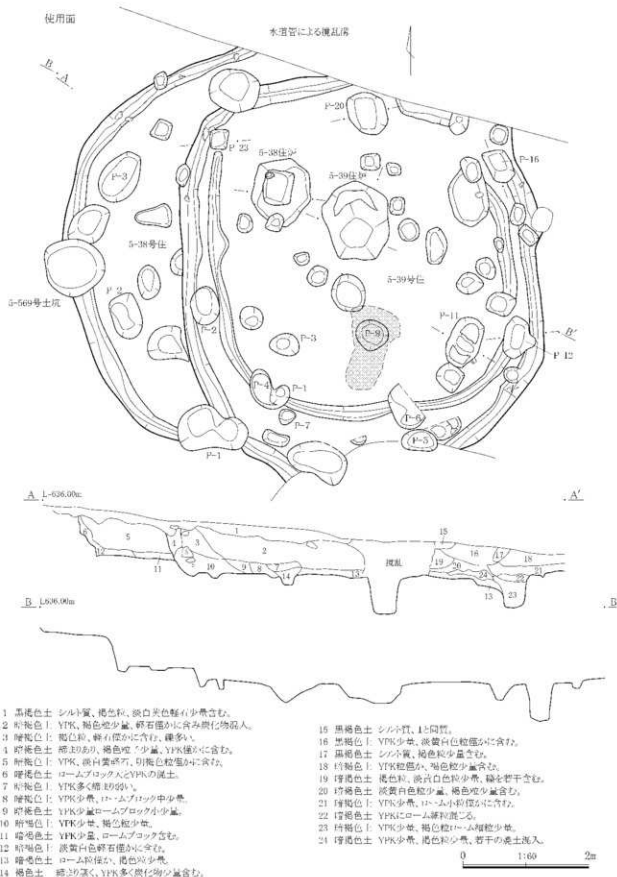 使用面
水道管による攪乱溝
B
A
P-20
P-23
5-38住炉
5-39住炉
P-16
P-3
5-38号住
5-39号住
5-569号土坑
P-2
P-2
P-3
P-9
P-11
B'
P-12
P-4
P-1
P-7
P-6
P-5
P-1
A L=636.00m A'
攪乱
B L636.00m B
1 黒褐色土 シルト質、褐色粒、淡白黄色軽石少量含む。
2 暗褐色土 YPK、褐色粒少量、軽石僅かに含み炭化物混入。
3 暗褐色土 褐色粒、軽石僅かに含む、礫多い。
4 暗褐色土 締まりあり、褐色粒少量、YPK僅かに含む。
5 暗褐色土 YPK、淡白黄軽石、明褐色粒僅かに含む。
6 暗褐色土 ロームブロック大とYPKの混土。
7 暗褐色土 YPK多く締まり弱い。
8 暗褐色土 YPK少量、ロームブロック中少量。
9 暗褐色土 YPK少量ロームブロック小少量。
10 暗褐色土 YPK少量、褐色粒少量。
11 暗褐色土 YPK少量、ロームブロック含む。
12 暗褐色土 淡黄白色軽石僅かに含む。
13 暗褐色土 ローム粒僅か、褐色粒少量。
14 褐色土 締まり強く、YPK多く炭化物少量含む。
15 黒褐色土 シルト質、1と同質。
16 黒褐色土 YPK少量、淡黄白色粒僅かに含む。
17 黒褐色土 シルト質、褐色粒少量含む。
18 暗褐色土 YPK粒僅か、褐色粒少量含む。
19 暗褐色土 褐色粒、淡黄白色粒少量、礫を若干含む。
20 暗褐色土 淡黄白色粒少量、褐色粒少量含む。
21 暗褐色土 YPK少量、ローム小粒僅かに含む。
22 暗褐色土 YPKにローム細粒混じる。
23 暗褐色土 YPK少量、褐色粒ローム細粒少量。
24 暗褐色土 YPK少量、褐色粒少量、若干の混土混入。
0 1:60 2m